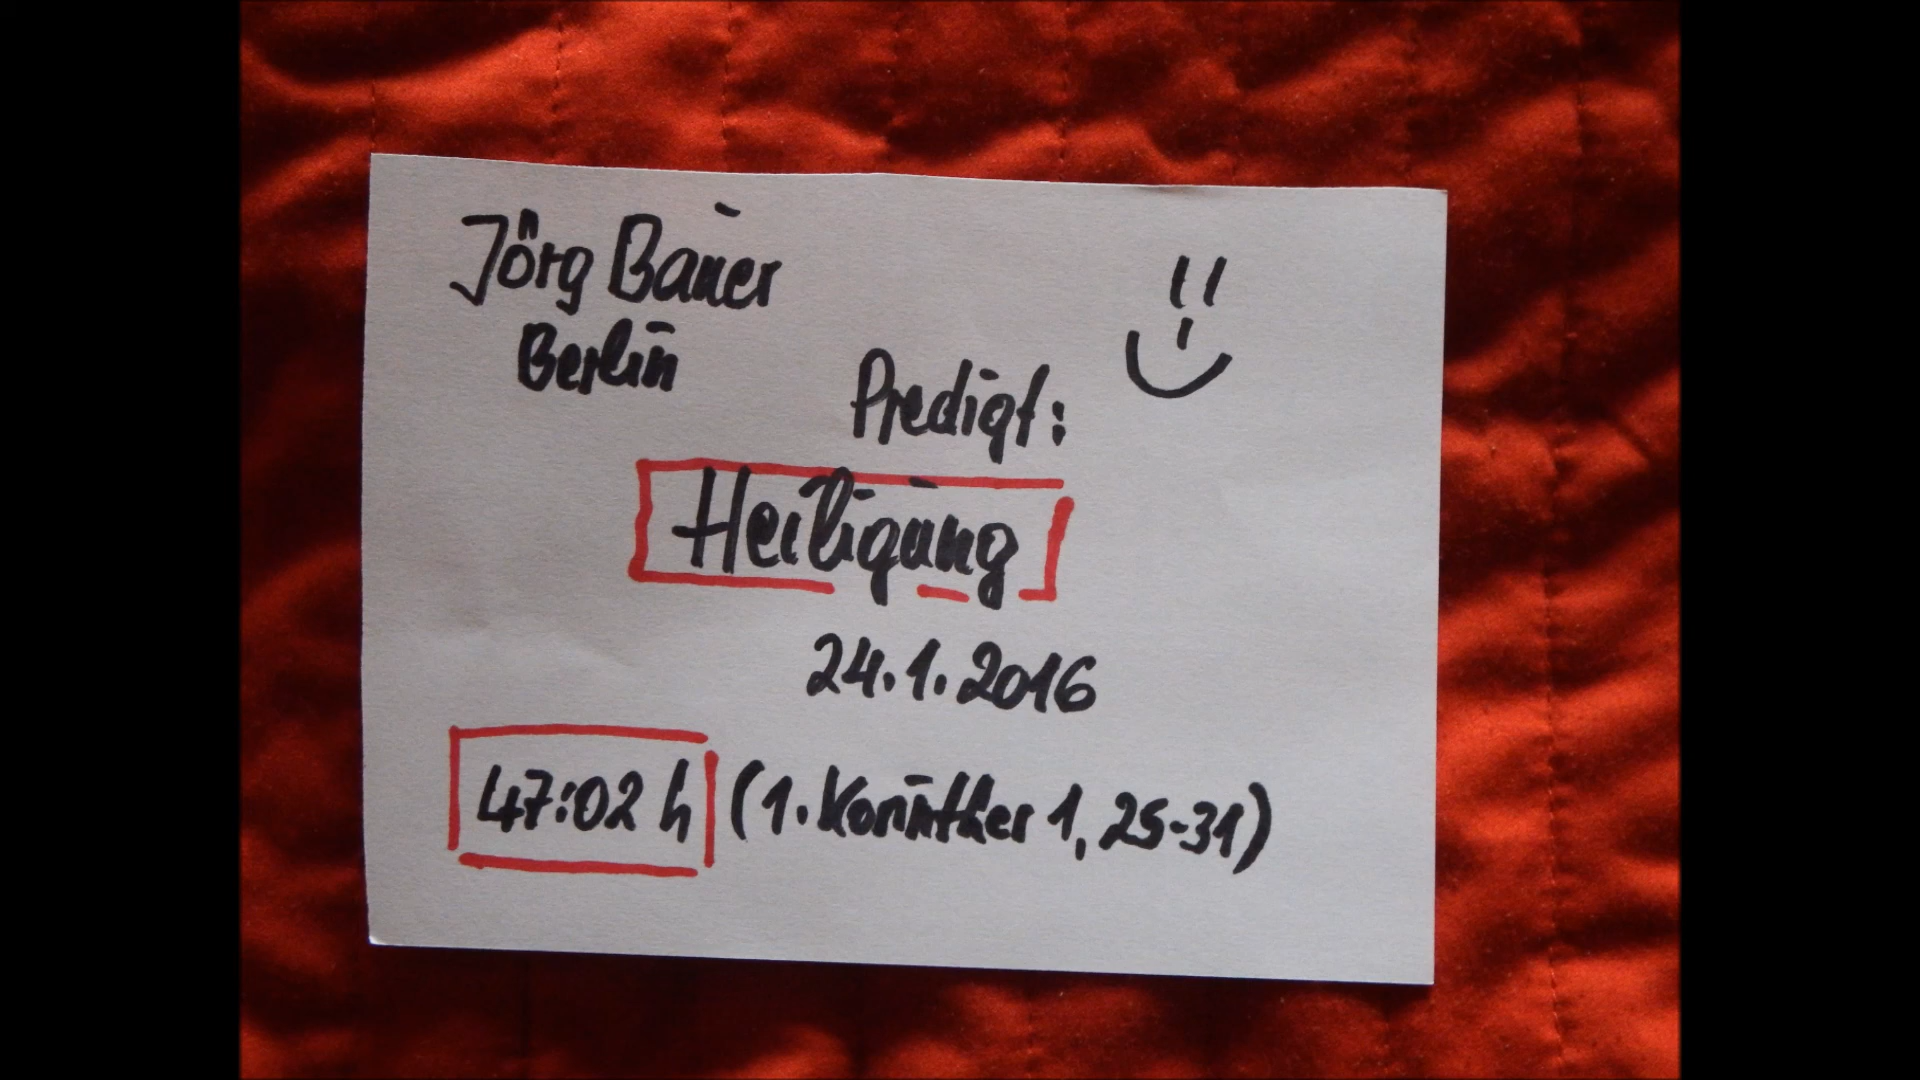 Jörg Bauer
Berlin
Predigt:
Heiligung
24.1.2016
47:02 h (1. Korinther 1, 25-31)